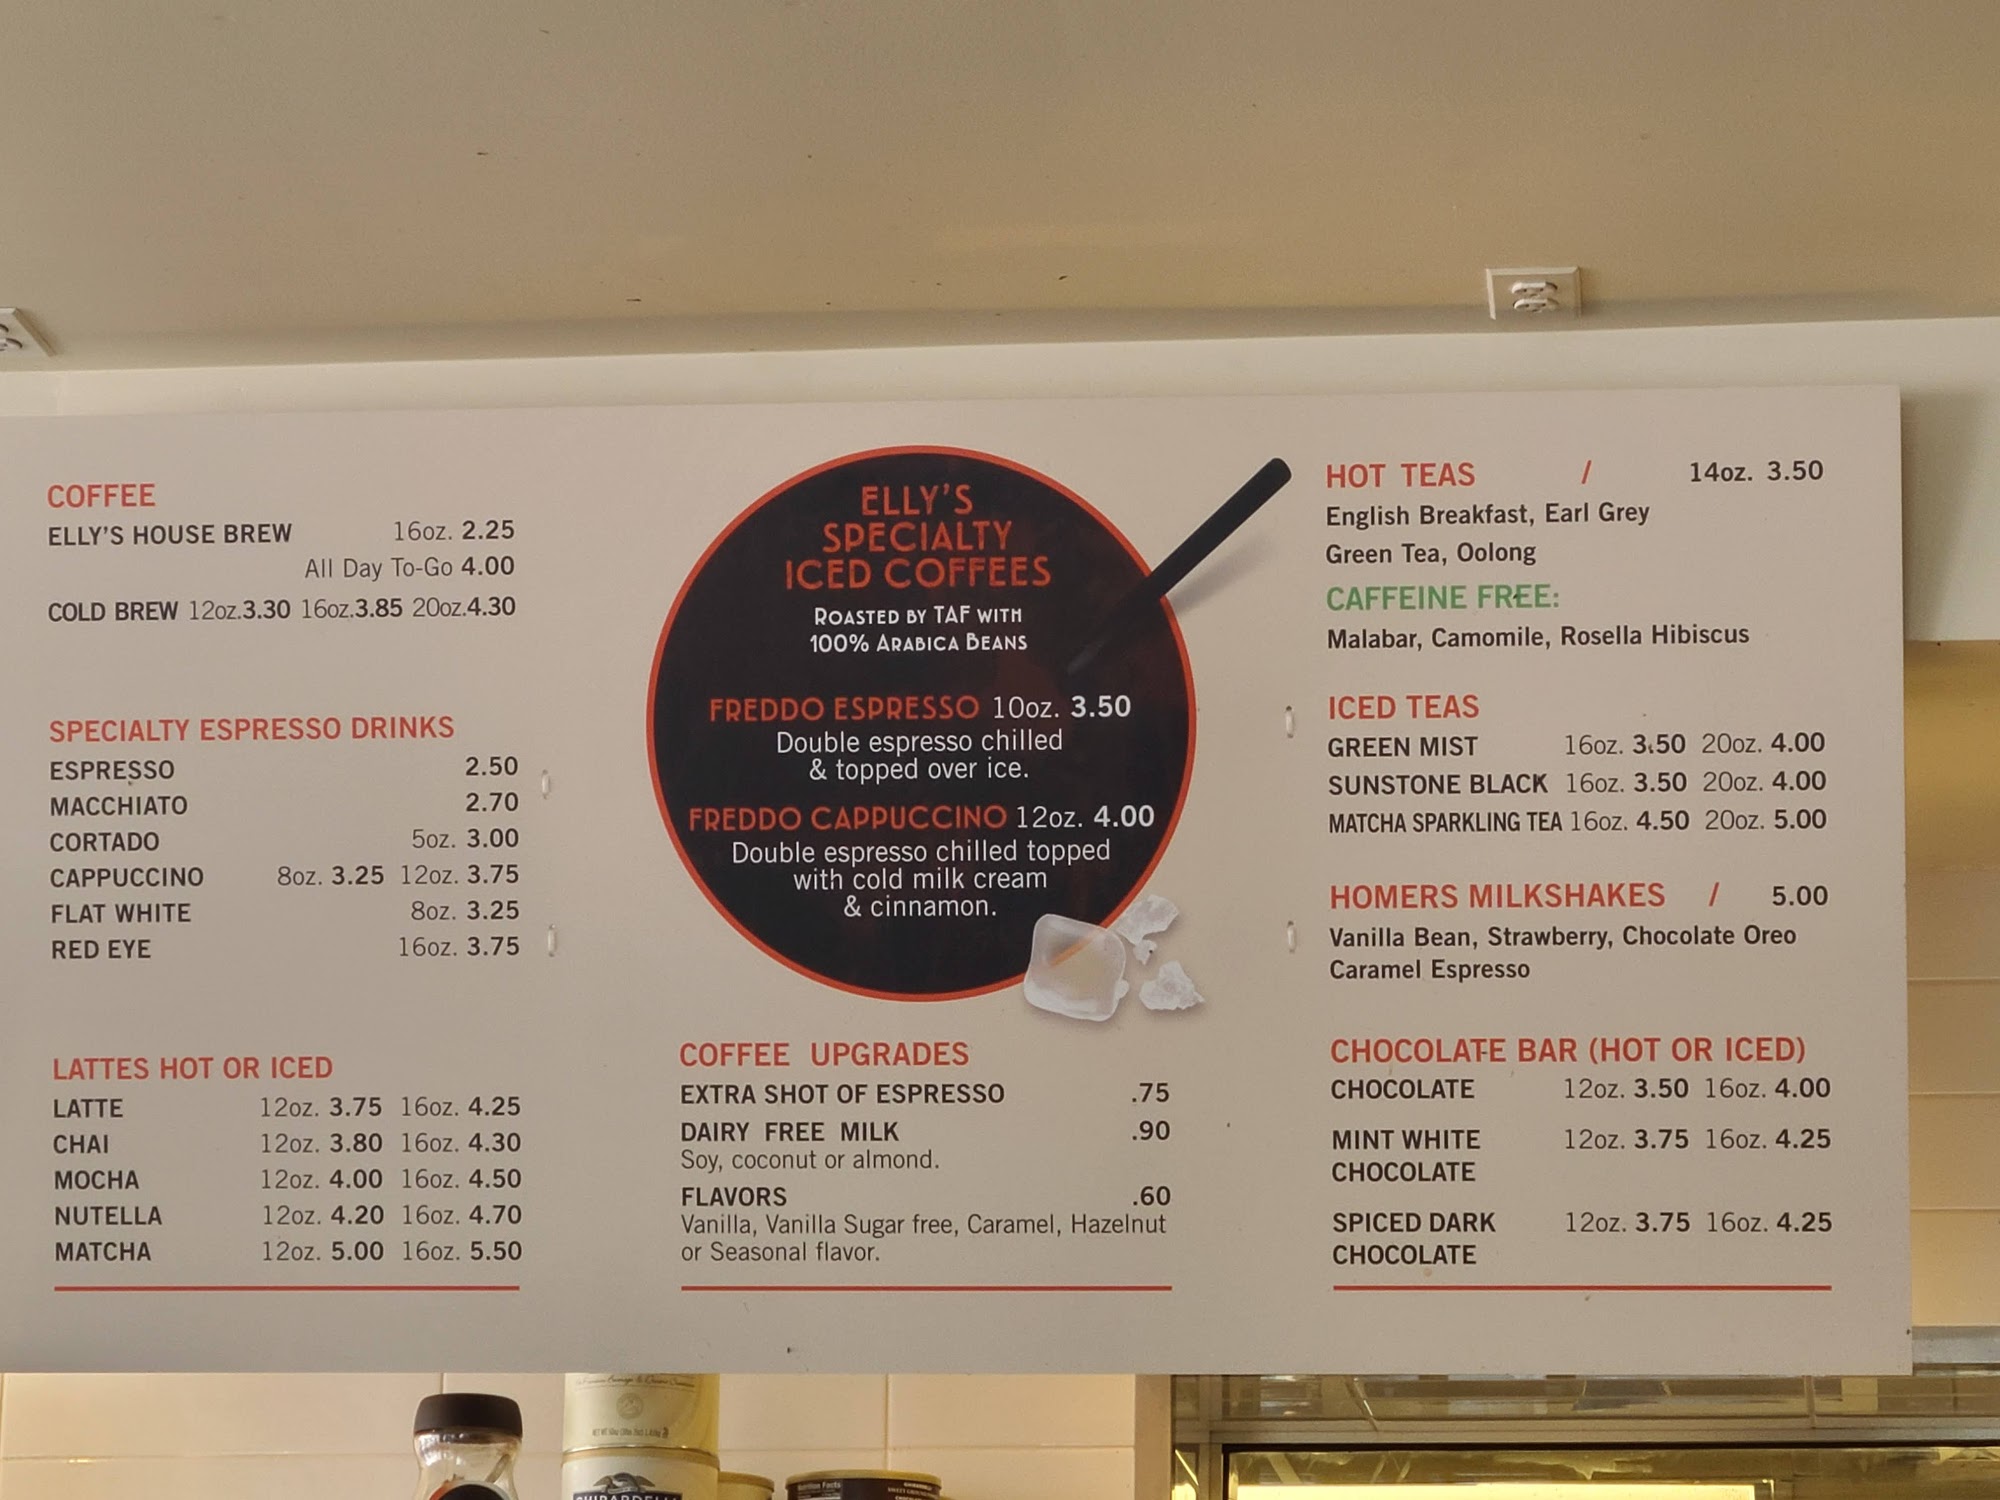 COFFEE
ELLY'S HOUSE BREW 16oz. 2.25
All Day To-Go 4.00
COLD BREW 12oz.3.30 16oz.3.85 20oz.4.30
SPECIALTY ESPRESSO DRINKS
ESPRESSO 2.50
MACCHIATO 2.70
CORTADO 5oz. 3.00
CAPPUCCINO 8oz. 3.25 12oz. 3.75
FLAT WHITE 8oz. 3.25
RED EYE 16oz. 3.75
LATTES HOT OR ICED
LATTE 12oz. 3.75 16oz. 4.25
CHAI 12oz. 3.80 16oz. 4.30
MOCHA 12oz. 4.00 16oz. 4.50
NUTELLA 12oz. 4.20 16oz. 4.70
MATCHA 12oz. 5.00 16oz. 5.50
ELLY'S
SPECIALTY
ICED COFFEES
ROASTED BY TAF WITH
100% ARABICA BEANS
FREDDO ESPRESSO 10oz. 3.50
Double espresso chilled
& topped over ice.
FREDDO CAPPUCCINO 12oz. 4.00
Double espresso chilled topped
with cold milk cream
& cinnamon.
COFFEE UPGRADES
EXTRA SHOT OF ESPRESSO .75
DAIRY FREE MILK .90
Soy, coconut or almond.
FLAVORS .60
Vanilla, Vanilla Sugar free, Caramel, Hazelnut
or Seasonal flavor.
HOT TEAS / 14oz. 3.50
English Breakfast, Earl Grey
Green Tea, Oolong
CAFFEINE FREE:
Malabar, Camomile, Rosella Hibiscus
ICED TEAS
GREEN MIST 16oz. 3.50 20oz. 4.00
SUNSTONE BLACK 16oz. 3.50 20oz. 4.00
MATCHA SPARKLING TEA 16oz. 4.50 20oz. 5.00
HOMERS MILKSHAKES / 5.00
Vanilla Bean, Strawberry, Chocolate Oreo
Caramel Espresso
CHOCOLATE BAR (HOT OR ICED)
CHOCOLATE 12oz. 3.50 16oz. 4.00
MINT WHITE 12oz. 3.75 16oz. 4.25
CHOCOLATE
SPICED DARK 12oz. 3.75 16oz. 4.25
CHOCOLATE
GHIRARDELLI
Nutrition Facts